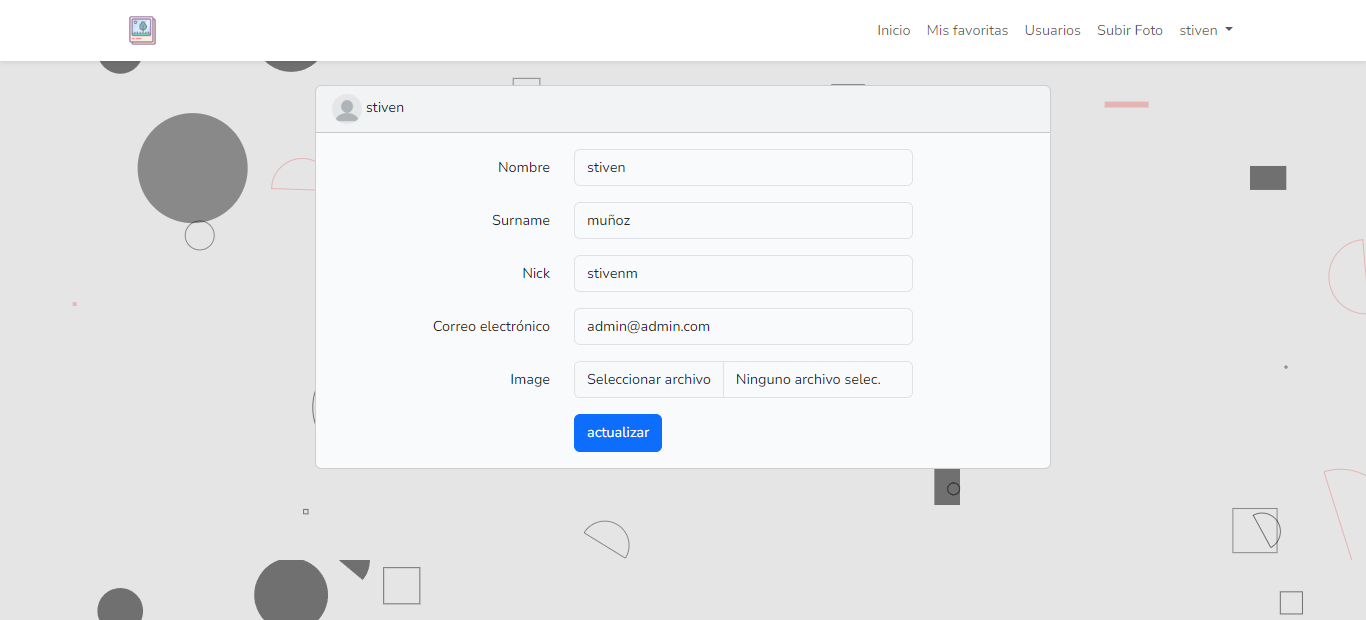 Inicio Mis favoritas Usuarios Subir Foto stiven
stiven
Nombre stiven
Surname muñoz
Nick stivenm
Correo electrónico admin@admin.com
Image Seleccionar archivo Ninguno archivo selec.
actualizar